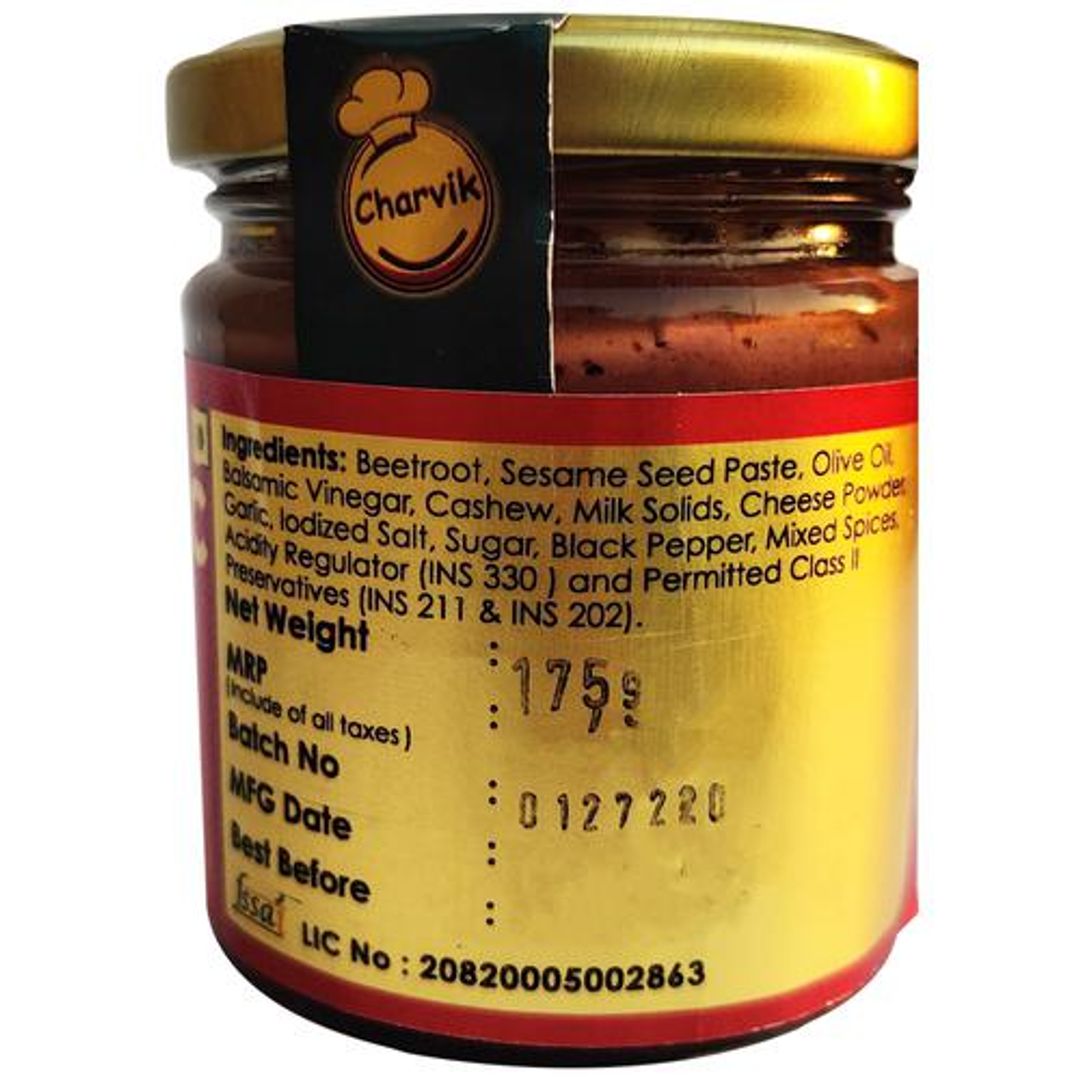 Charvik
Ingredients: Beetroot, Sesame Seed Paste, Olive Oil,
Balsamic Vinegar, Cashew, Milk Solids, Cheese Powder,
Garlic, Iodized Salt, Sugar, Black Pepper, Mixed Spices,
Acidity Regulator (INS 330 ) and Permitted Class II
Preservatives (INS 211 & INS 202).
Net Weight : 175g
MRP :
(Include of all taxes)
Batch No : 0127220
MFG Date :
Best Before :
fssai LIC No : 20820005002863